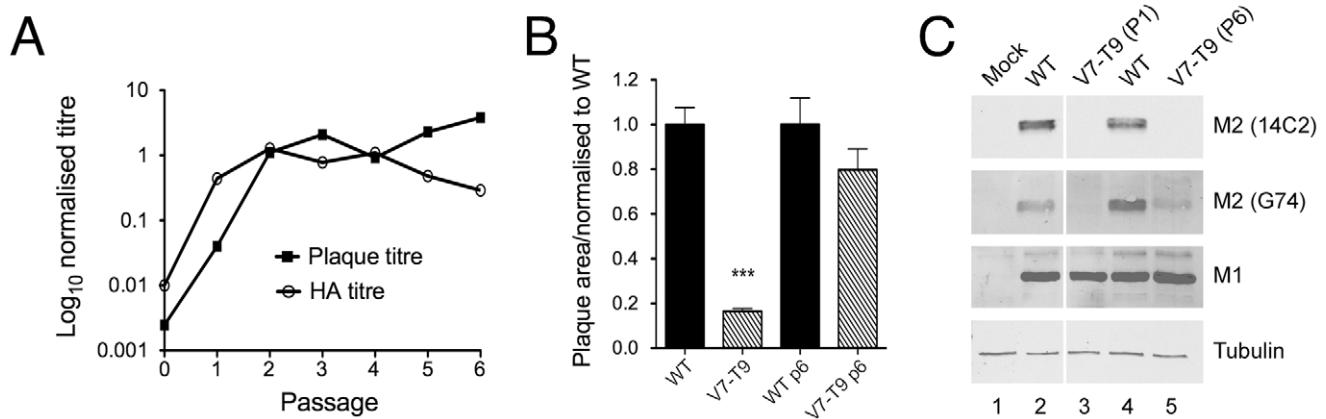 A
Log10 normalised titre
10
1
0.1
0.01
0.001
0 1 2 3 4 5 6
Passage
Plaque titre
HA titre
B
Plaque area/normalised to WT
1.2
1.0
0.8
0.6
0.4
0.2
0.0
***
WT
V7-T9
WT p6
V7-T9 p6
C
Mock
WT
V7-T9 (P1)
WT
V7-T9 (P6)
M2 (14C2)
M2 (G74)
M1
Tubulin
1 2 3 4 5